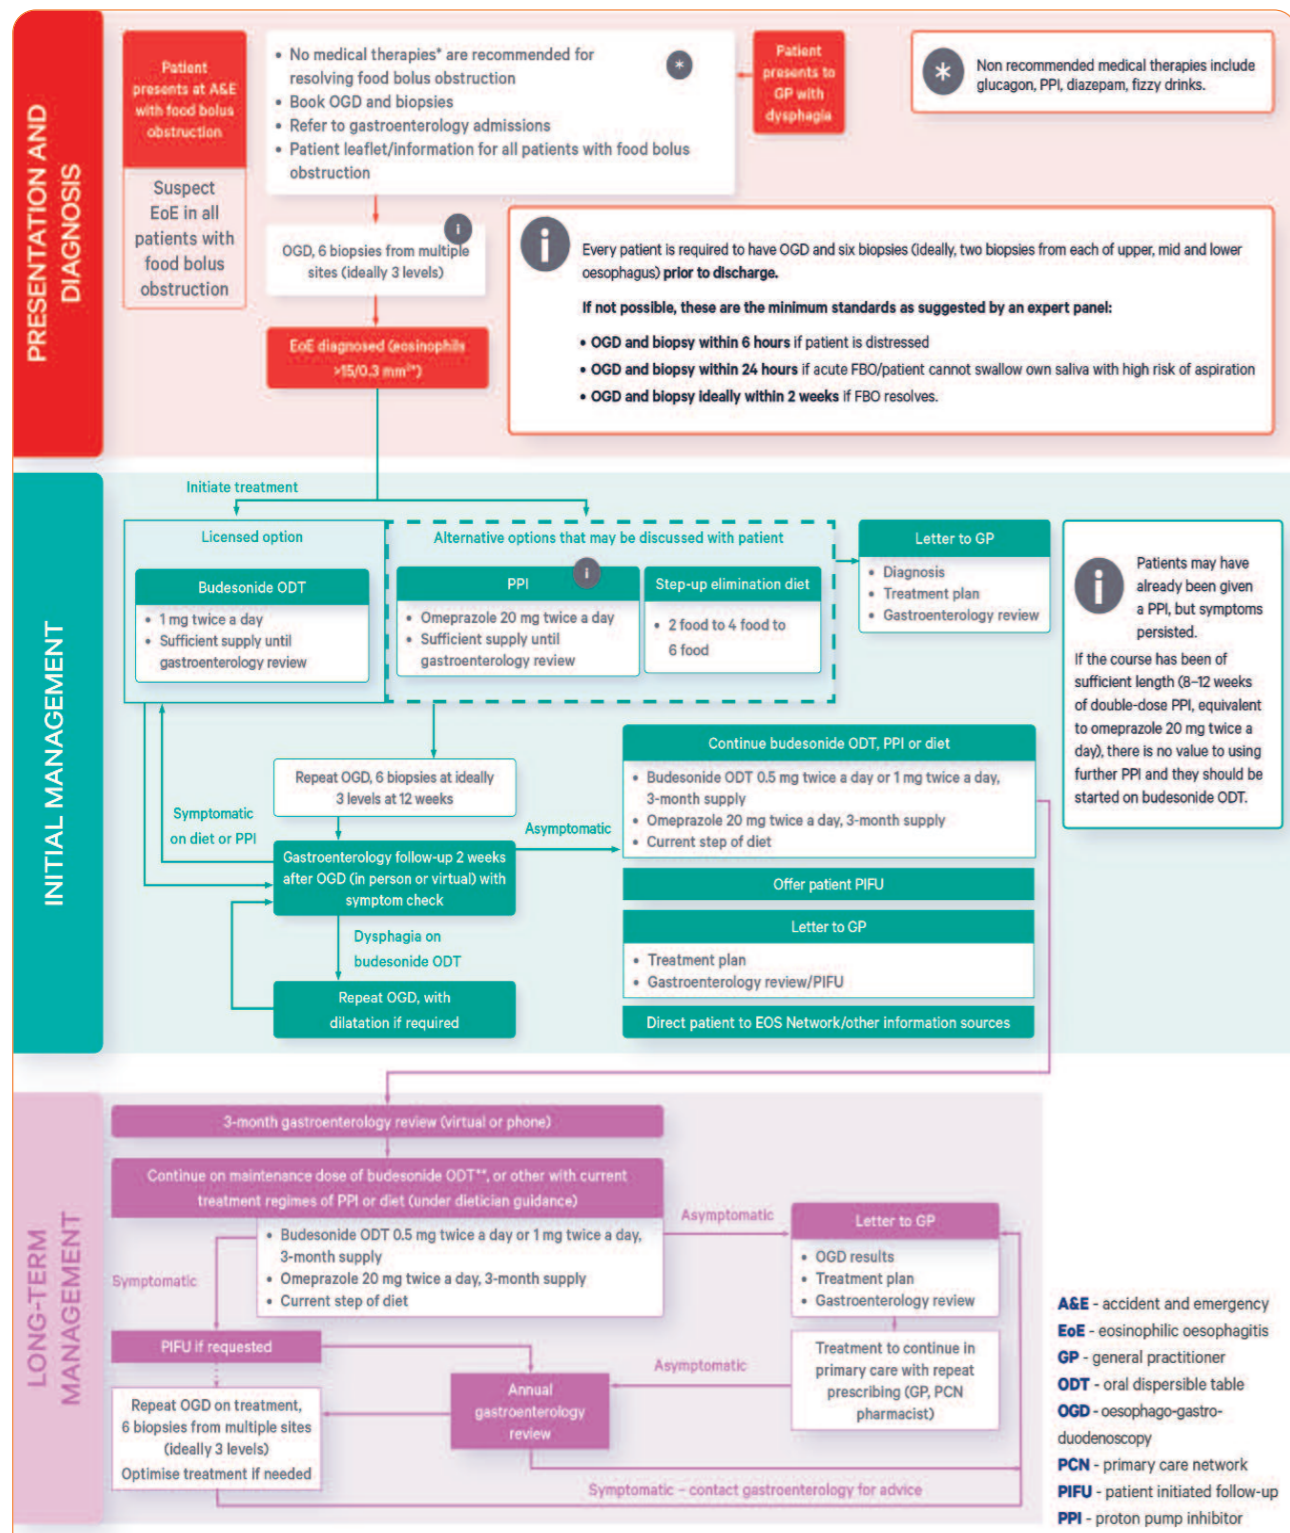 PRESENTATION AND
DIAGNOSIS
Patient
presents at A&E
with food bolus
obstruction
Suspect
EoE in all
patients with
food bolus
obstruction
• No medical therapies* are recommended for
resolving food bolus obstruction
• Book OGD and biopsies
• Refer to gastroenterology admissions
• Patient leaflet/information for all patients with food bolus
obstruction
*
Patient
presents to
GP with
dysphagia
*
Non recommended medical therapies include
glucagon, PPI, diazepam, fizzy drinks.
OGD, 6 biopsies from multiple
sites (ideally 3 levels)
i
EoE diagnosed (eosinophils
>15/0.3 mm²*)
i
Every patient is required to have OGD and six biopsies (ideally, two biopsies from each of upper, mid and lower
oesophagus) prior to discharge.
If not possible, these are the minimum standards as suggested by an expert panel:
• OGD and biopsy within 6 hours if patient is distressed
• OGD and biopsy within 24 hours if acute FBO/patient cannot swallow own saliva with high risk of aspiration
• OGD and biopsy ideally within 2 weeks if FBO resolves.
INITIAL MANAGEMENT
Initiate treatment
Licensed option
Budesonide ODT
• 1 mg twice a day
• Sufficient supply until
gastroenterology review
Alternative options that may be discussed with patient
PPI
i
• Omeprazole 20 mg twice a day
• Sufficient supply until
gastroenterology review
Step-up elimination diet
• 2 food to 4 food to
6 food
Letter to GP
• Diagnosis
• Treatment plan
• Gastroenterology review
i
Patients may have
already been given
a PPI, but symptoms
persisted.
If the course has been of
sufficient length (8–12 weeks
of double-dose PPI, equivalent
to omeprazole 20 mg twice a
day), there is no value to using
further PPI and they should be
started on budesonide ODT.
Repeat OGD, 6 biopsies at ideally
3 levels at 12 weeks
Symptomatic
on diet or PPI
Asymptomatic
Gastroenterology follow-up 2 weeks
after OGD (in person or virtual) with
symptom check
Dysphagia on
budesonide ODT
Repeat OGD, with
dilatation if required
Continue budesonide ODT, PPI or diet
• Budesonide ODT 0.5 mg twice a day or 1 mg twice a day,
3-month supply
• Omeprazole 20 mg twice a day, 3-month supply
• Current step of diet
Offer patient PIFU
Letter to GP
• Treatment plan
• Gastroenterology review/PIFU
Direct patient to EOS Network/other information sources
LONG-TERM
MANAGEMENT
3-month gastroenterology review (virtual or phone)
Continue on maintenance dose of budesonide ODT**, or other with current
treatment regimes of PPI or diet (under dietician guidance)
• Budesonide ODT 0.5 mg twice a day or 1 mg twice a day,
3-month supply
• Omeprazole 20 mg twice a day, 3-month supply
• Current step of diet
Asymptomatic
Symptomatic
Letter to GP
• OGD results
• Treatment plan
• Gastroenterology review
PIFU if requested
Repeat OGD on treatment,
6 biopsies from multiple sites
(ideally 3 levels)
Optimise treatment if needed
Annual
gastroenterology
review
Asymptomatic
Treatment to continue in
primary care with repeat
prescribing (GP, PCN
pharmacist)
Symptomatic – contact gastroenterology for advice
A&E - accident and emergency
EoE - eosinophilic oesophagitis
GP - general practitioner
ODT - oral dispersible table
OGD - oesophago-gastro-
duodenoscopy
PCN - primary care network
PIFU - patient initiated follow-up
PPI - proton pump inhibitor